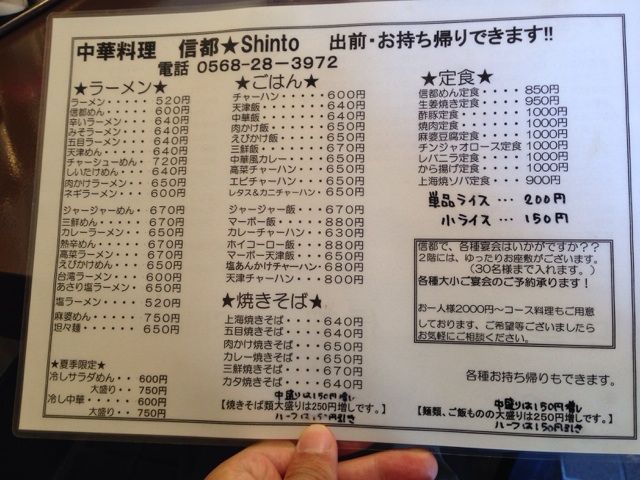 中華料理 信都★Shinto 出前・お持ち帰りできます!!
電話 0568-28-3972
★ラーメン★
ラーメン・・・・・ 520円
信都めん・・・・・ 600円
辛いラーメン・・・ 640円
みそラーメン・・・ 640円
五目ラーメン・・・ 640円
天津めん・・・・・ 640円
チャーシューめん・ 720円
しいたけめん・・・ 640円
肉かけラーメン・・ 650円
ネギラーメン・・・ 600円
ジャージャーめん・ 670円
三鮮めん・・・・・ 670円
カレーラーメン・・ 650円
熱辛めん・・・・・ 670円
高菜ラーメン・・・ 650円
えびかけめん・・・ 650円
台湾ラーメン・・・ 600円
あさり塩ラーメン・ 650円
塩ラーメン・・・・ 520円
麻婆めん・・・・・ 750円
坦々麺・・・・・・ 650円
★夏季限定★
冷しサラダめん・・ 600円
大盛り・・ 750円
冷し中華・・・・・ 600円
大盛り・・ 750円
★ごはん★
チャーハン・・・・・ 600円
天津飯・・・・・・・ 640円
中華飯・・・・・・・ 640円
肉かけ飯・・・・・・ 650円
えびかけ飯・・・・・ 650円
三鮮飯・・・・・・・ 670円
中華風カレー・・・・ 650円
高菜チャーハン・・・ 650円
エビチャーハン・・・ 650円
レタス&カニチャーハン・ 650円
ジャージャー飯・・・ 670円
マーボー飯・・・・・ 880円
カレーチャーハン・・ 630円
ホイコーロー飯・・・ 880円
マーボー天津飯・・・ 650円
塩あんかけチャーハン 680円
天津チャーハン・・・ 800円
★焼きそば★
上海焼きそば・・・・ 640円
五目焼きそば・・・・ 640円
肉かけ焼きそば・・・ 650円
カレー焼きそば・・・ 650円
三鮮焼きそば・・・・ 670円
カタ焼きそば・・・・ 640円
中盛りは150円増し
【焼きそば類大盛りは250円増しです。】
ハーフは150円引き
★定食★
信都めん定食・・・・ 850円
生姜焼き定食・・・・ 950円
酢豚定食・・・・・・ 1000円
焼肉定食・・・・・・ 1000円
麻婆豆腐定食・・・・ 1000円
チンジャオロース定食 1000円
レバニラ定食・・・・ 1000円
から揚げ定食・・・・ 1000円
上海焼ソバ定食・・・ 900円
単品ライス … 200円
小ライス … 150円
信都で、各種宴会はいかがですか??
2階には、ゆったりお座敷がございます。
(30名様まで入れます。)
各種大小ご宴会のご予約承ります!
お一人様2000円~コース料理もご用意
しております、ご希望等ございましたら
お気軽にご相談ください。
各種お持ち帰りもできます。
中盛りは150円増し
【麺類、ご飯ものの大盛りは250円増しです。】
ハーフは150円引き